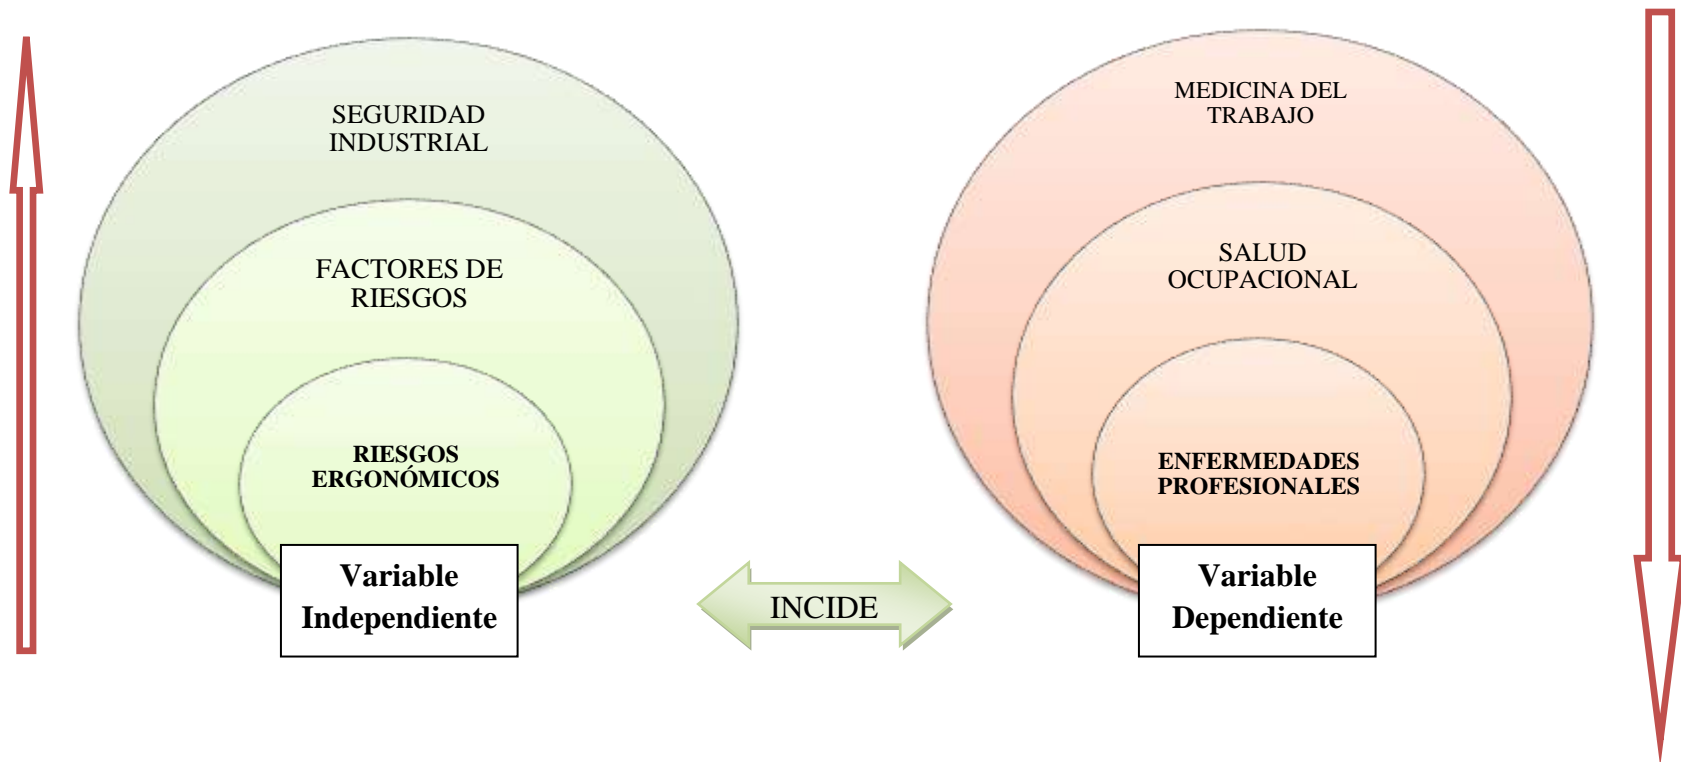 SEGURIDAD
INDUSTRIAL
FACTORES DE
RIESGOS
RIESGOS
ERGONÓMICOS
Variable
Independiente
INCIDE
MEDICINA DEL
TRABAJO
SALUD
OCUPACIONAL
ENFERMEDADES
PROFESIONALES
Variable
Dependiente